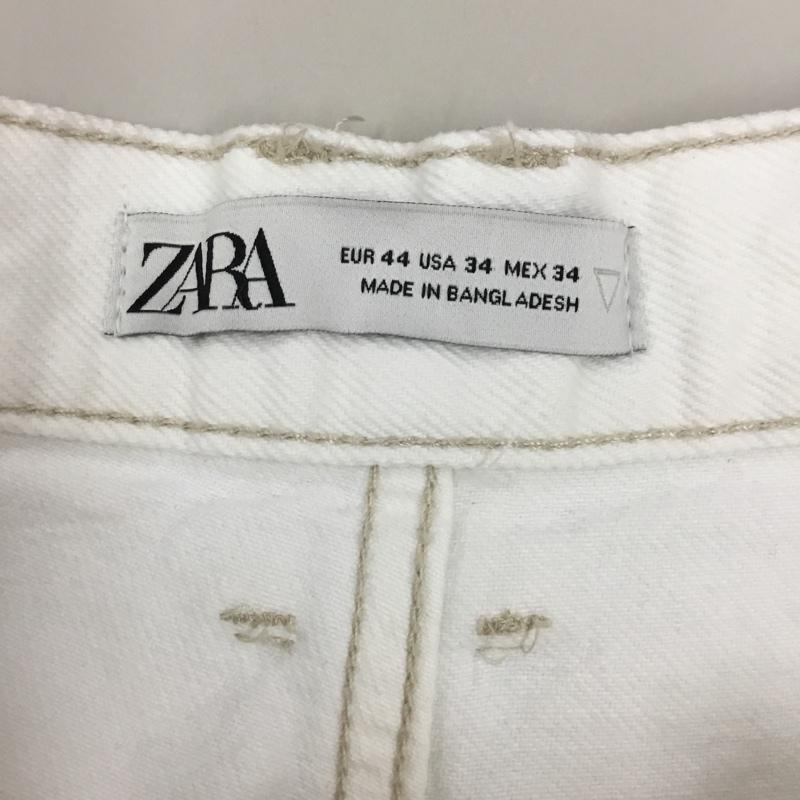 ZARA
EUR 44 USA 34 MEX 34
MADE IN BANGLADESH